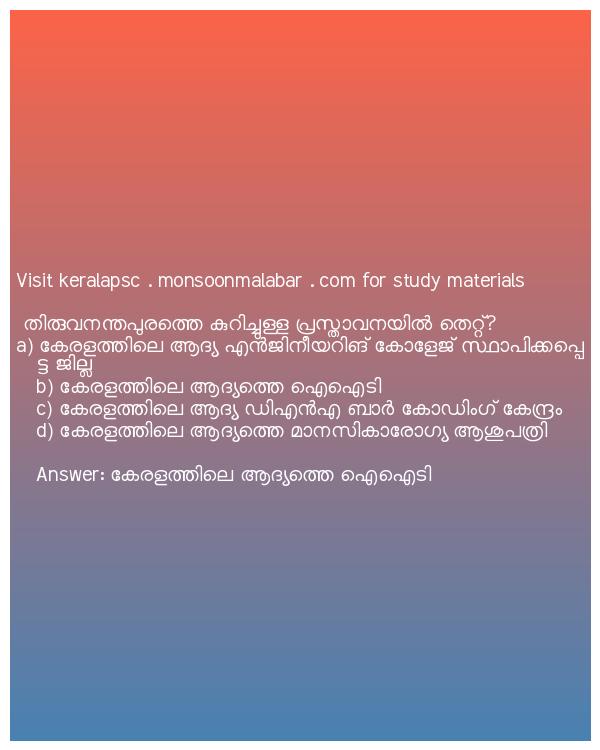 Visit keralapsc . monsoonmalabar . com for study materials
തിരുവനന്തപുരത്തെ കുറിച്ചുള്ള പ്രസ്താവനയിൽ തെറ്റ്?
a) കേരളത്തിലെ ആദ്യ എൻജിനീയറിങ് കോളേജ് സ്ഥാപിക്കപ്പെ
ട്ട ജില്ല
b) കേരളത്തിലെ ആദ്യത്തെ ഐഐടി
c) കേരളത്തിലെ ആദ്യ ഡിഎൻഎ ബാർ കോഡിംഗ് കേന്ദ്രം
d) കേരളത്തിലെ ആദ്യത്തെ മാനസികാരോഗ്യ ആശുപത്രി
Answer: കേരളത്തിലെ ആദ്യത്തെ ഐഐടി